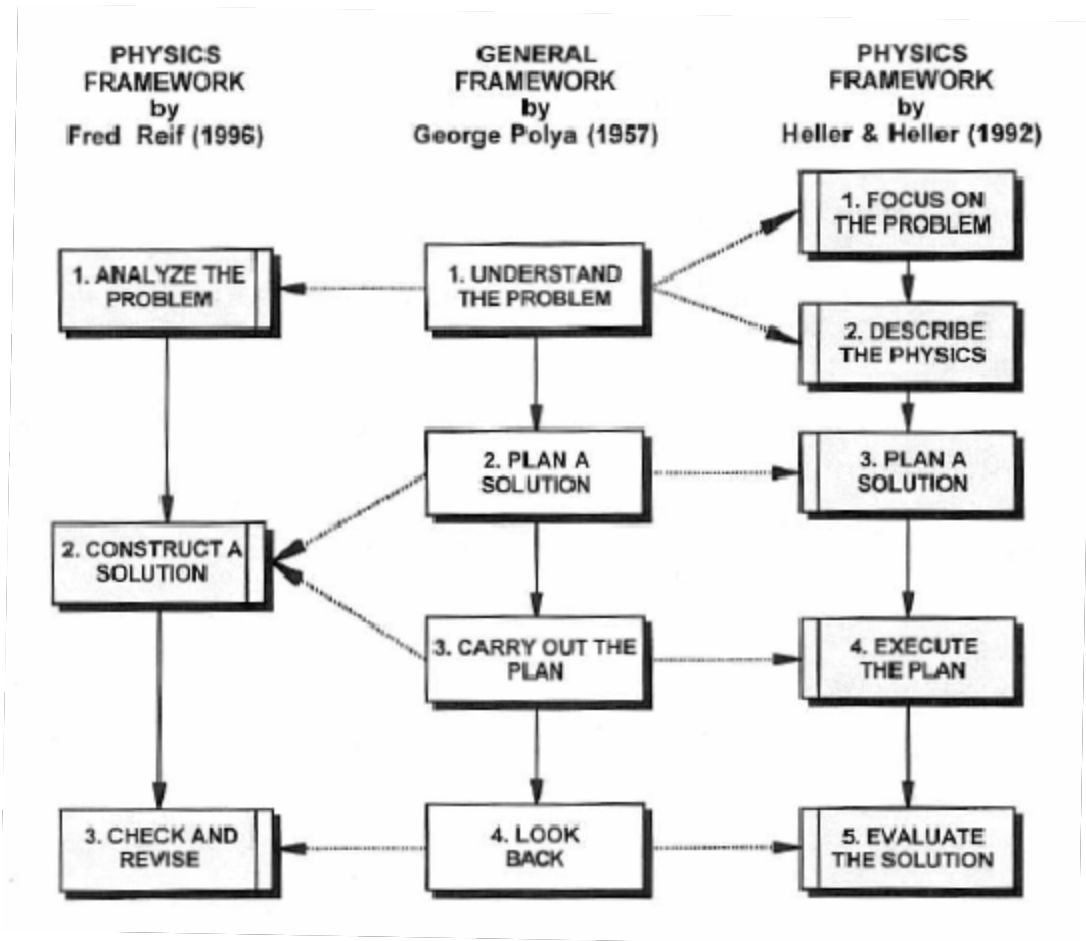 PHYSICS
FRAMEWORK
by
Fred Reif (1996)
GENERAL
FRAMEWORK
by
George Polya (1957)
PHYSICS
FRAMEWORK
by
Heller & Heller (1992)
1. ANALYZE THE
PROBLEM
2. CONSTRUCT A
SOLUTION
3. CHECK AND
REVISE
1. UNDERSTAND
THE PROBLEM
2. PLAN A
SOLUTION
3. CARRY OUT THE
PLAN
4. LOOK
BACK
1. FOCUS ON
THE PROBLEM
2. DESCRIBE
THE PHYSICS
3. PLAN A
SOLUTION
4. EXECUTE
THE PLAN
5. EVALUATE
THE SOLUTION